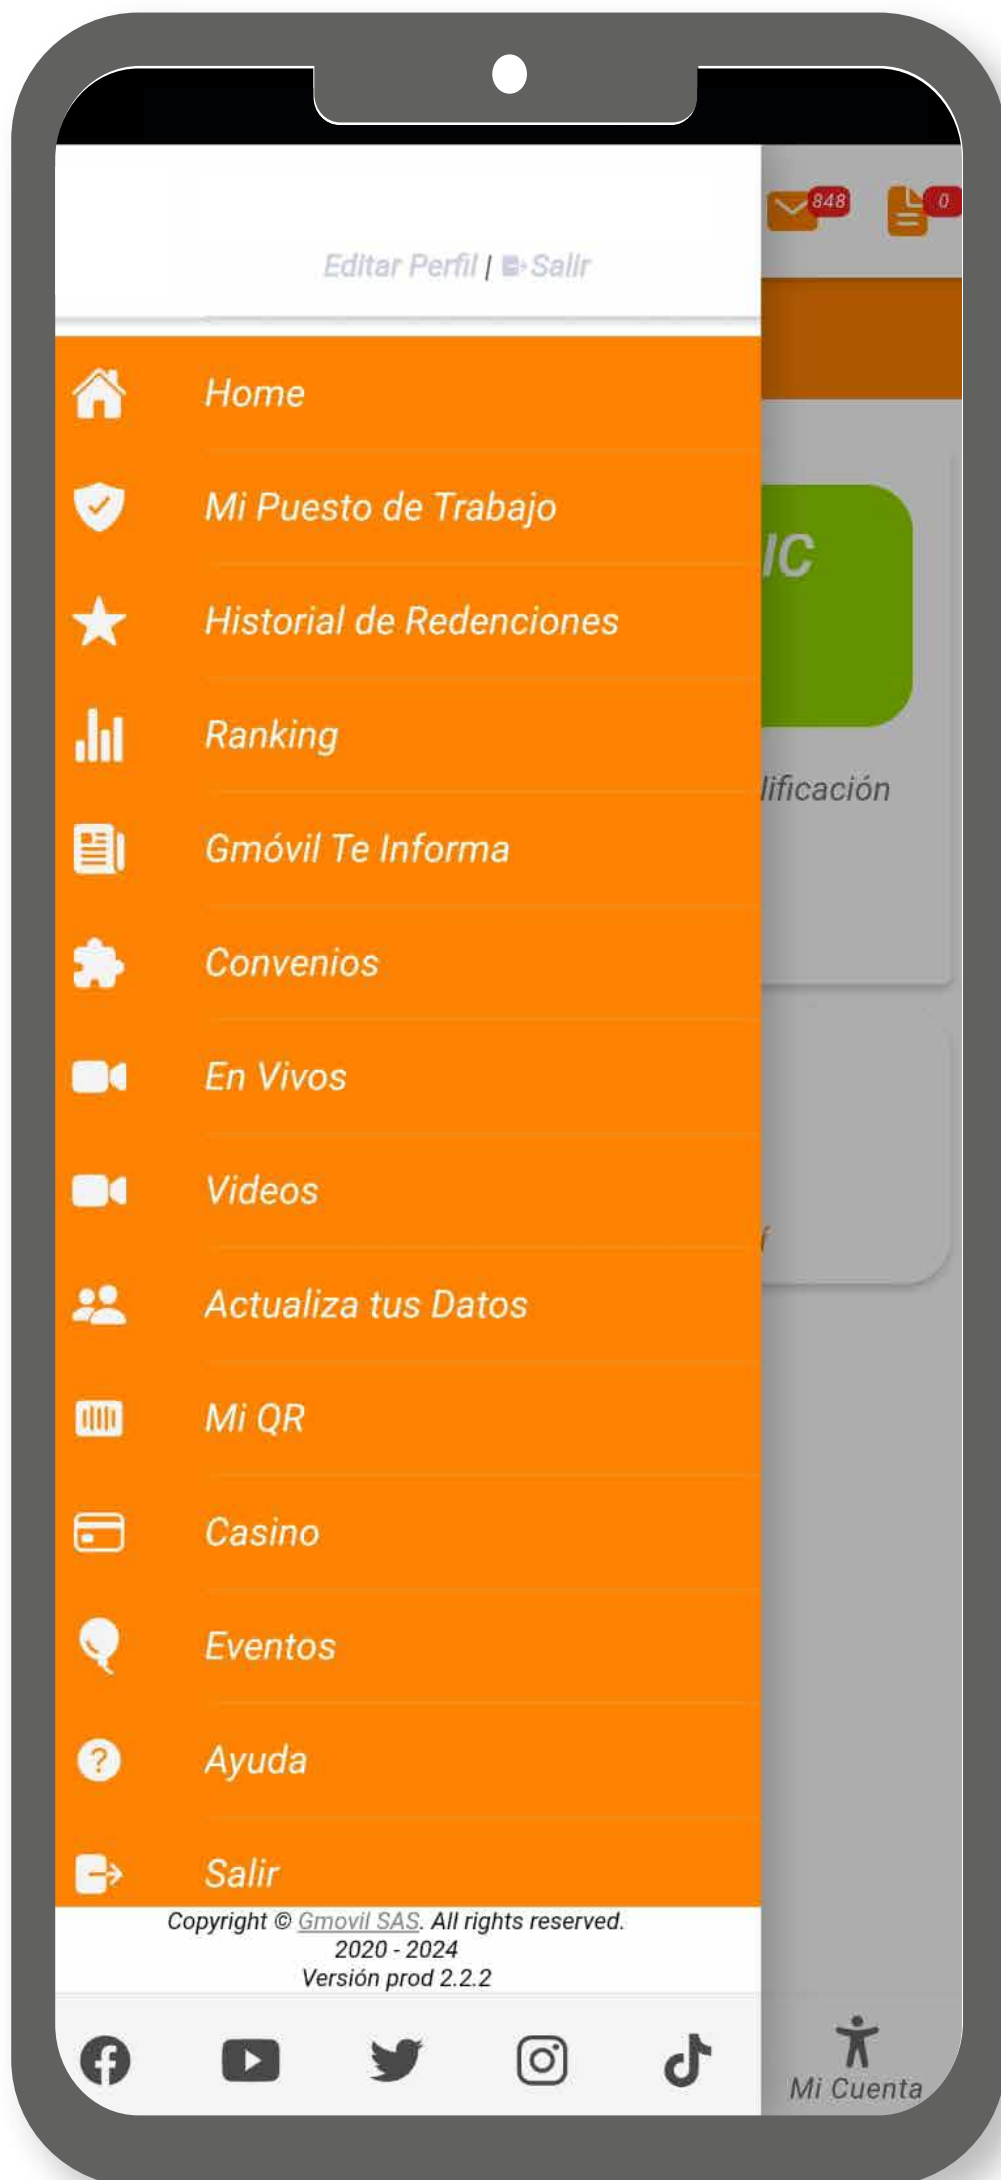 848
0
Editar Perfil | Salir
Home
Mi Puesto de Trabajo
IC
Historial de Redenciones
Ranking
lificación
Gmóvil Te Informa
Convenios
En Vivos
Videos
í
Actualiza tus Datos
Mi QR
Casino
Eventos
Ayuda
Salir
Copyright © Gmovil SAS. All rights reserved.
2020 - 2024
Versión prod 2.2.2
Mi Cuenta